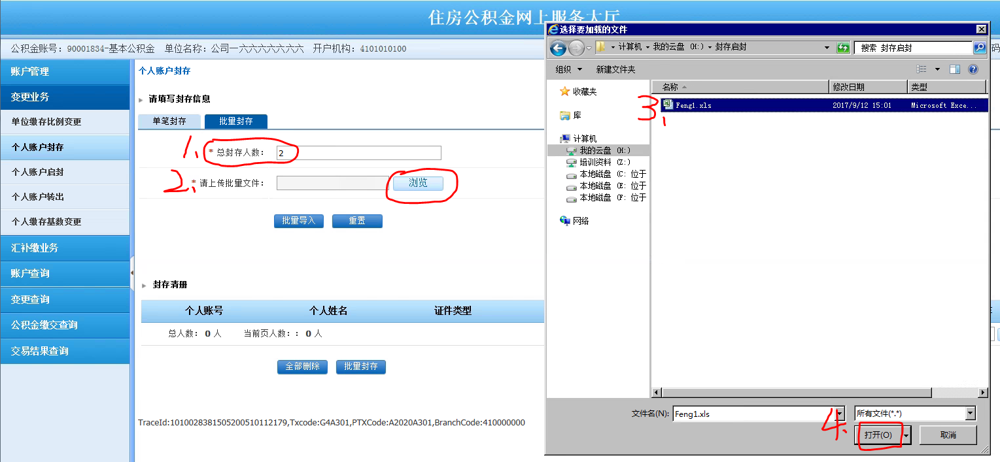 住房公积金网上服务大厅
公积金账号：90001834-基本公积金 单位名称：公司一六六六六六六六 开户机构：4101010100
码
账户管理
变更业务
单位缴存比例变更
个人账户封存
个人账户启封
个人账户转出
个人缴存基数变更
汇补缴业务
账户查询
变更查询
公积金缴交查询
交易结果查询
个人账户封存
请填写封存信息
单笔封存 批量封存
1、 * 总封存人数： 2
2、 * 请上传批量文件： 浏览
批量导入 重置
封存清册
个人账号 个人姓名 证件类型
总人数： 0 人 当前页人数：： 0 人
全部删除 批量封存
TraceId:1010028381505200510112179,Txcode:G4A301,PTXCode:A2020A301,BranchCode:410000000
选择要加载的文件
计算机 我的云盘 (H:) 封存启封 搜索 封存启封
组织 新建文件夹
收藏夹
库
计算机
我的云盘 (H:)
培训资料 (Z:)
本地磁盘 (C: 位于
本地磁盘 (E: 位于
本地磁盘 (F: 位于
网络
名称 修改日期 类型
3、 Feng1.xls 2017/9/12 15:01 Microsoft Exce...
文件名(N): Feng1.xls 所有文件(*.*)
4、 打开(O) 取消